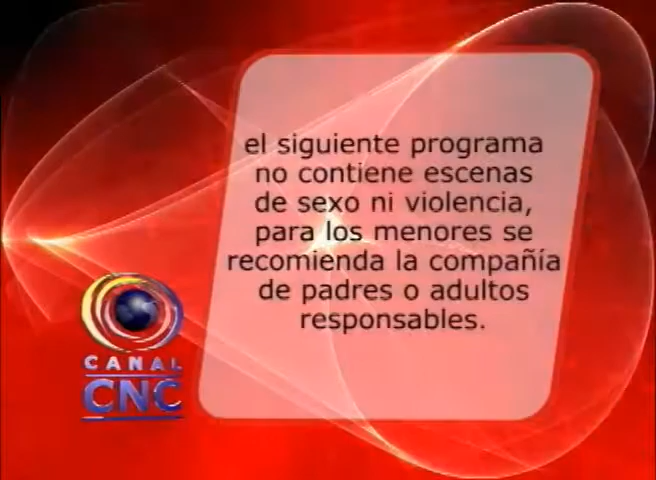 el siguiente programa
no contiene escenas
de sexo ni violencia,
para los menores se
recomienda la compañía
de padres o adultos
responsables.
CANAL
CNC